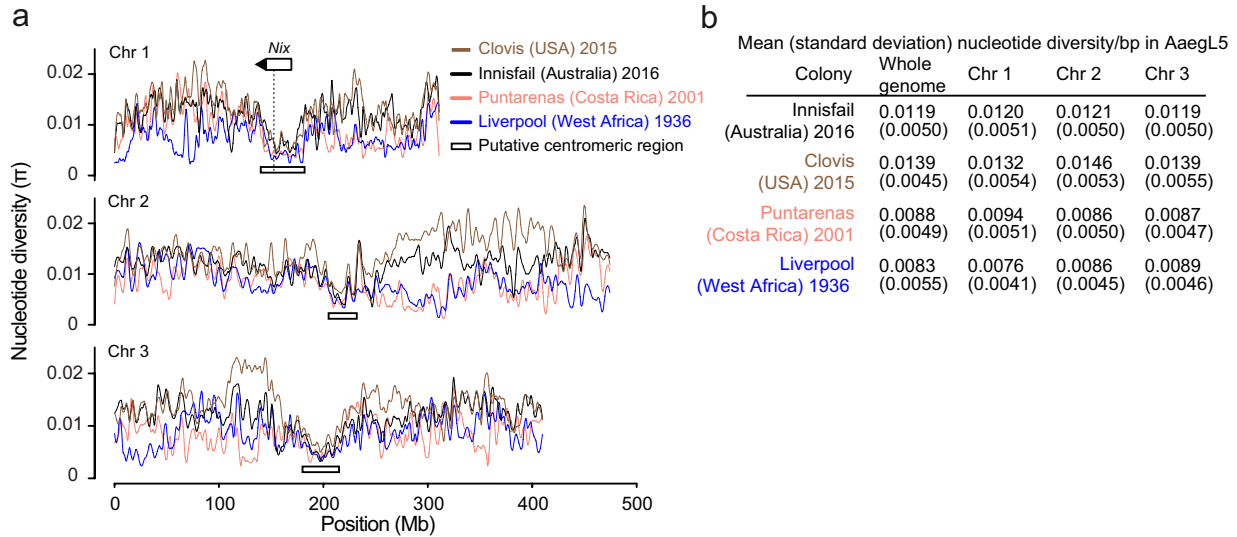 a
Chr 1
Nix
Clovis (USA) 2015
Innisfail (Australia) 2016
Puntarenas (Costa Rica) 2001
Liverpool (West Africa) 1936
Putative centromeric region
0.02
0.01
0
Chr 2
0.02
0.01
0
Chr 3
0.02
0.01
0
Nucleotide diversity (π)
0 100 200 300 400 500
Position (Mb)
b
Mean (standard deviation) nucleotide diversity/bp in AaegL5
Colony Whole genome Chr 1 Chr 2 Chr 3
Innisfail 0.0119 0.0120 0.0121 0.0119
(Australia) 2016 (0.0050) (0.0051) (0.0050) (0.0050)
Clovis 0.0139 0.0132 0.0146 0.0139
(USA) 2015 (0.0045) (0.0054) (0.0053) (0.0055)
Puntarenas 0.0088 0.0094 0.0086 0.0087
(Costa Rica) 2001 (0.0049) (0.0051) (0.0050) (0.0047)
Liverpool 0.0083 0.0076 0.0086 0.0089
(West Africa) 1936 (0.0055) (0.0041) (0.0045) (0.0046)